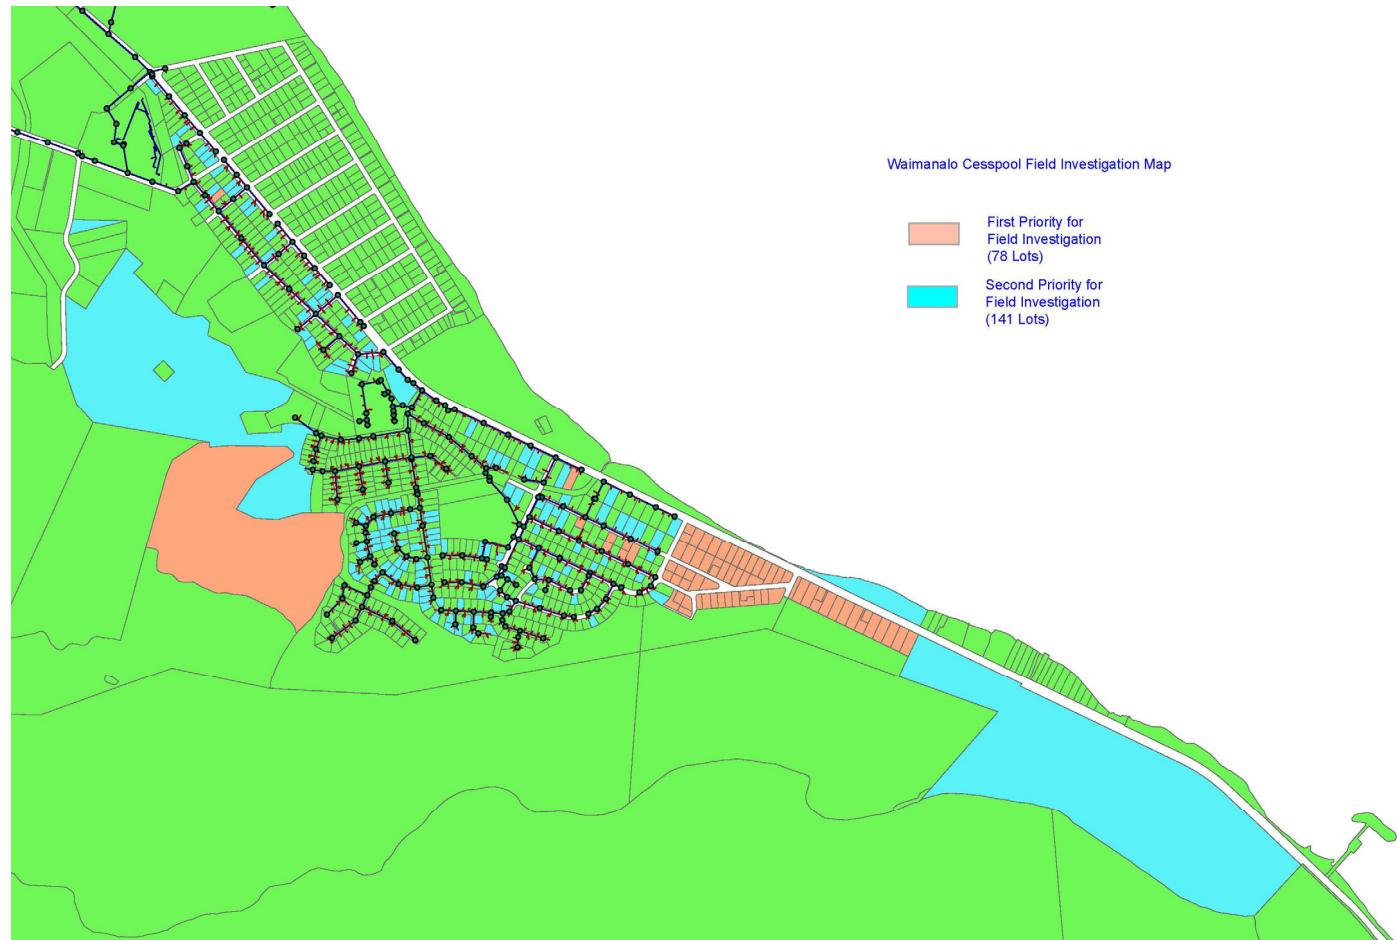 Waimanalo Cesspool Field Investigation Map
First Priority for
Field Investigation
(78 Lots)
Second Priority for
Field Investigation
(141 Lots)